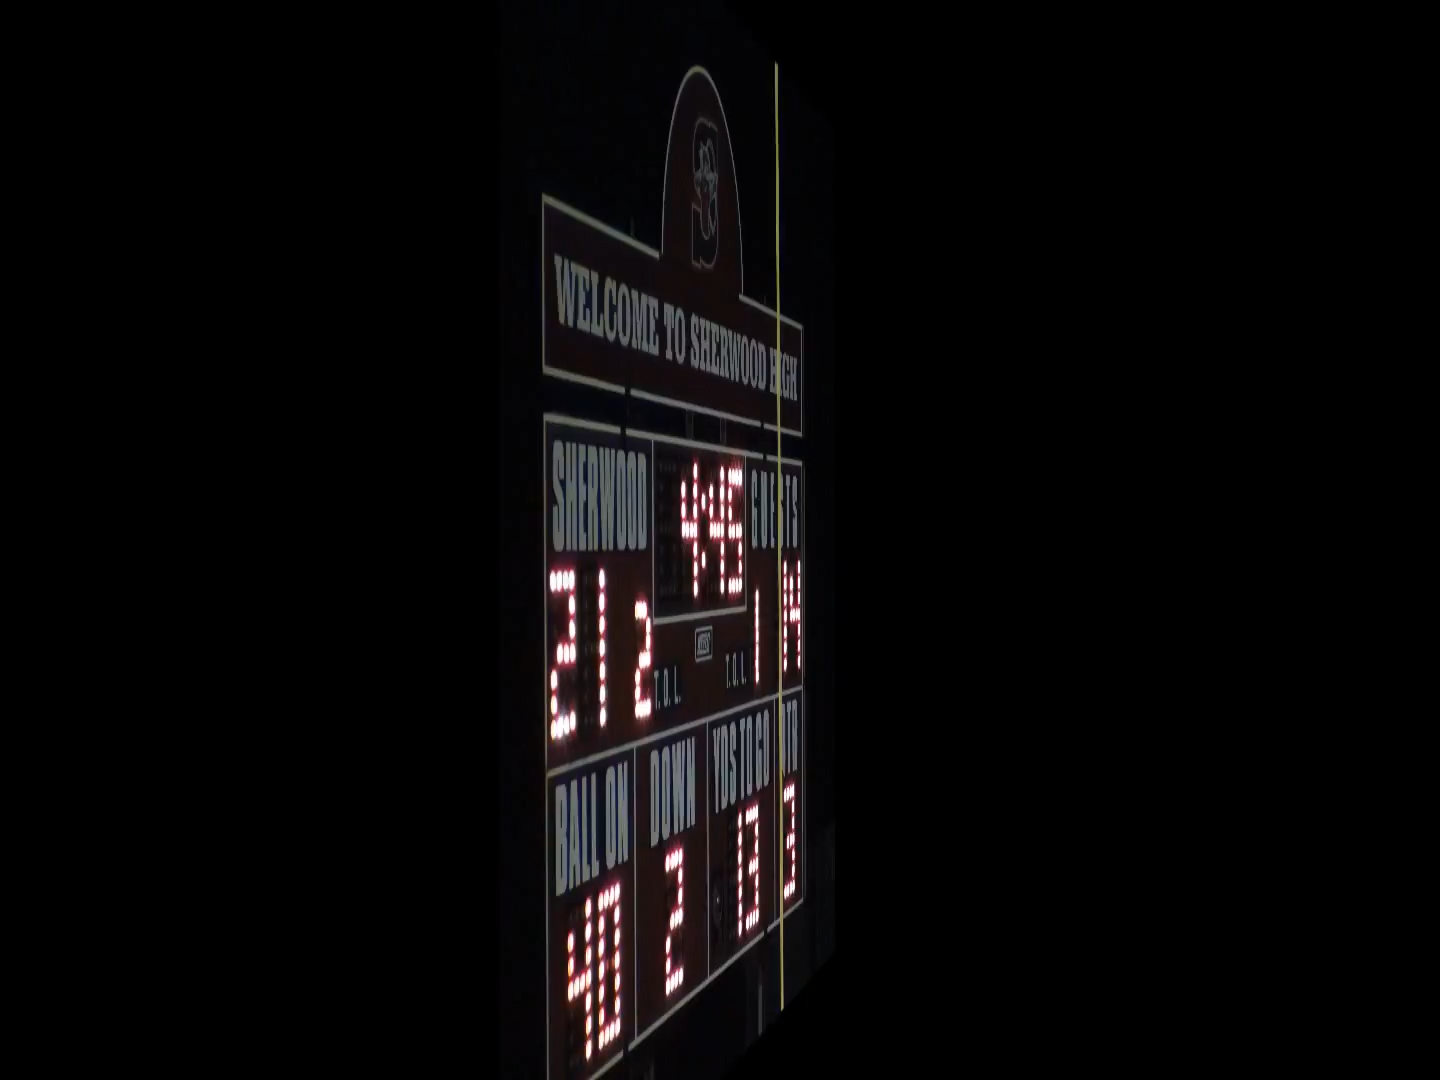 S
WELCOME TO SHERWOOD HIGH
SHERWOOD 4:45 GUESTS
21 2 T.O.L. T.O.L. 1 14
BALL ON DOWN YDS TO GO QTR
40 2 13 3